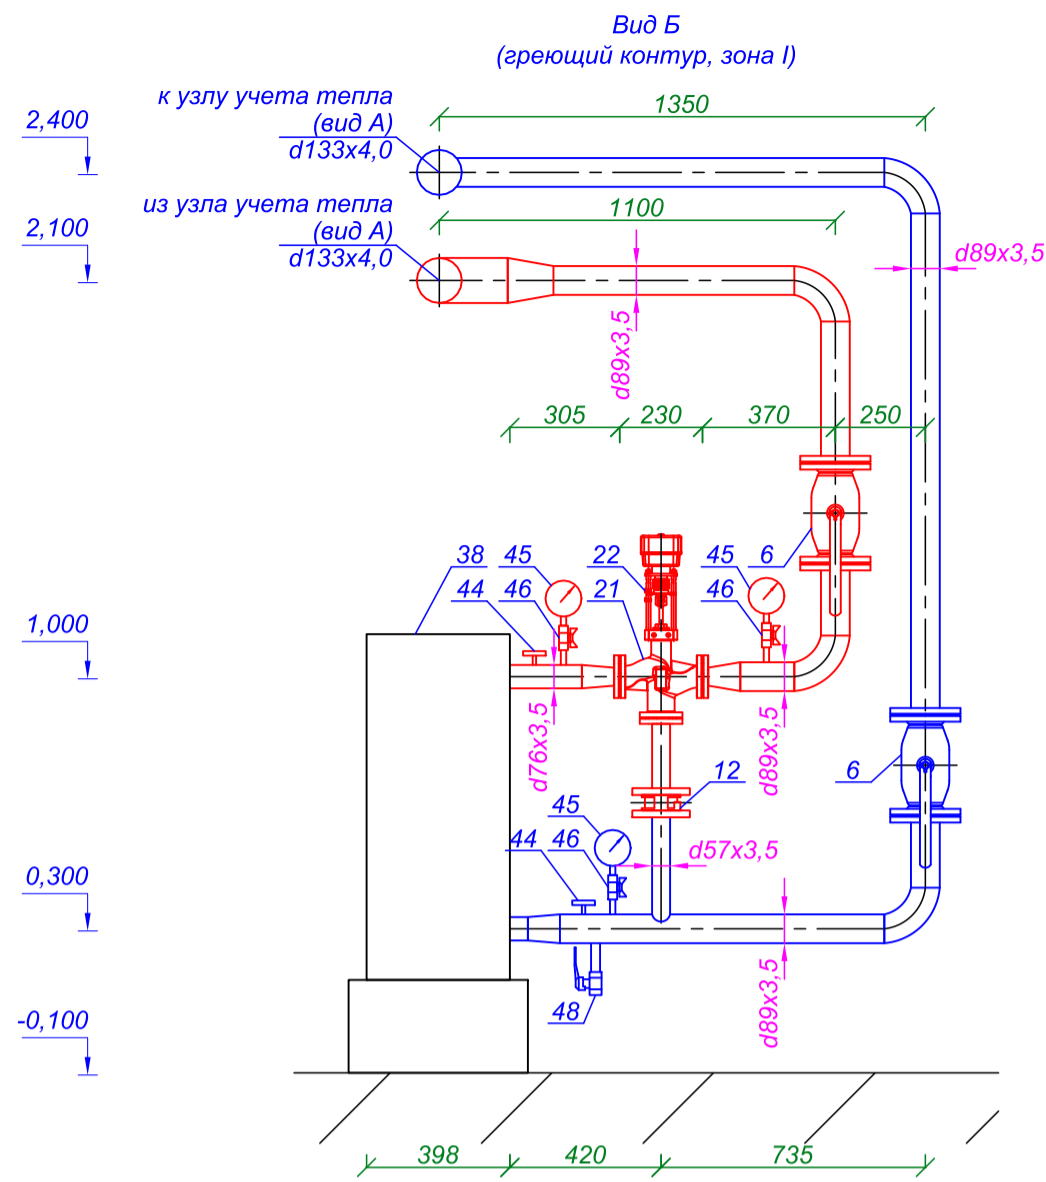 Вид Б
(греющий контур, зона I)
к узлу учета тепла
(вид А)
d133x4,0
1350
2,400
из узла учета тепла
(вид А)
d133x4,0
1100
2,100
d89x3,5
d89x3,5
305
230
370
250
38
45
22
45
6
44
46
21
46
1,000
d76x3,5
d89x3,5
12
6
45
44
46
d57x3,5
0,300
d89x3,5
48
-0,100
398
420
735